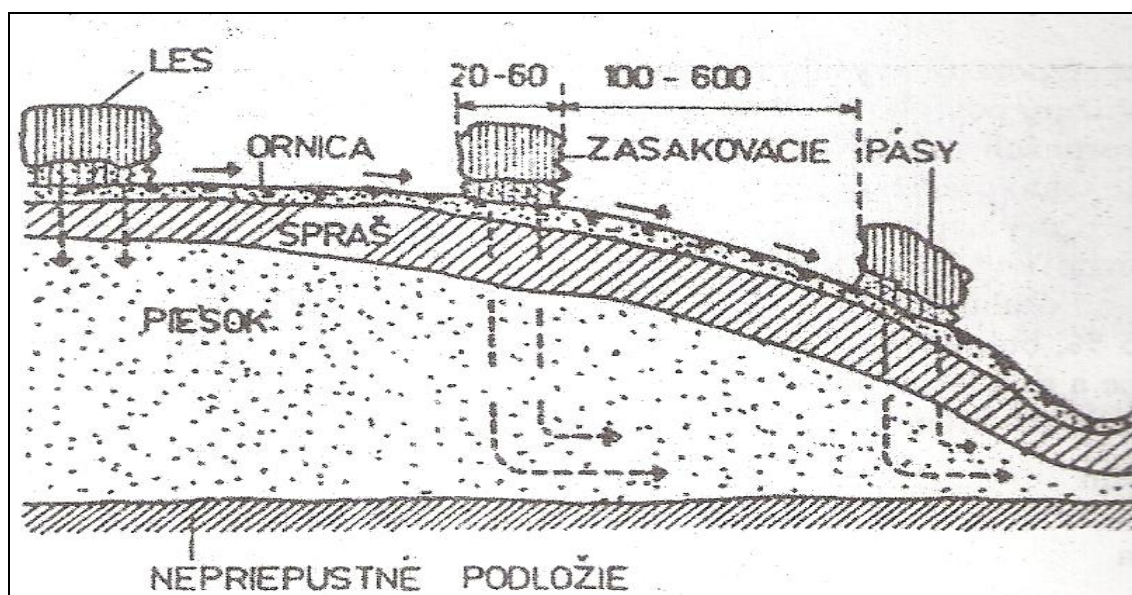 LES
20-60 100 - 600
ORNICA
ZASAKOVACIE PÁSY
SPRAŠ
PIESOK
NEPRIEPUSTNÉ PODLOŽIE